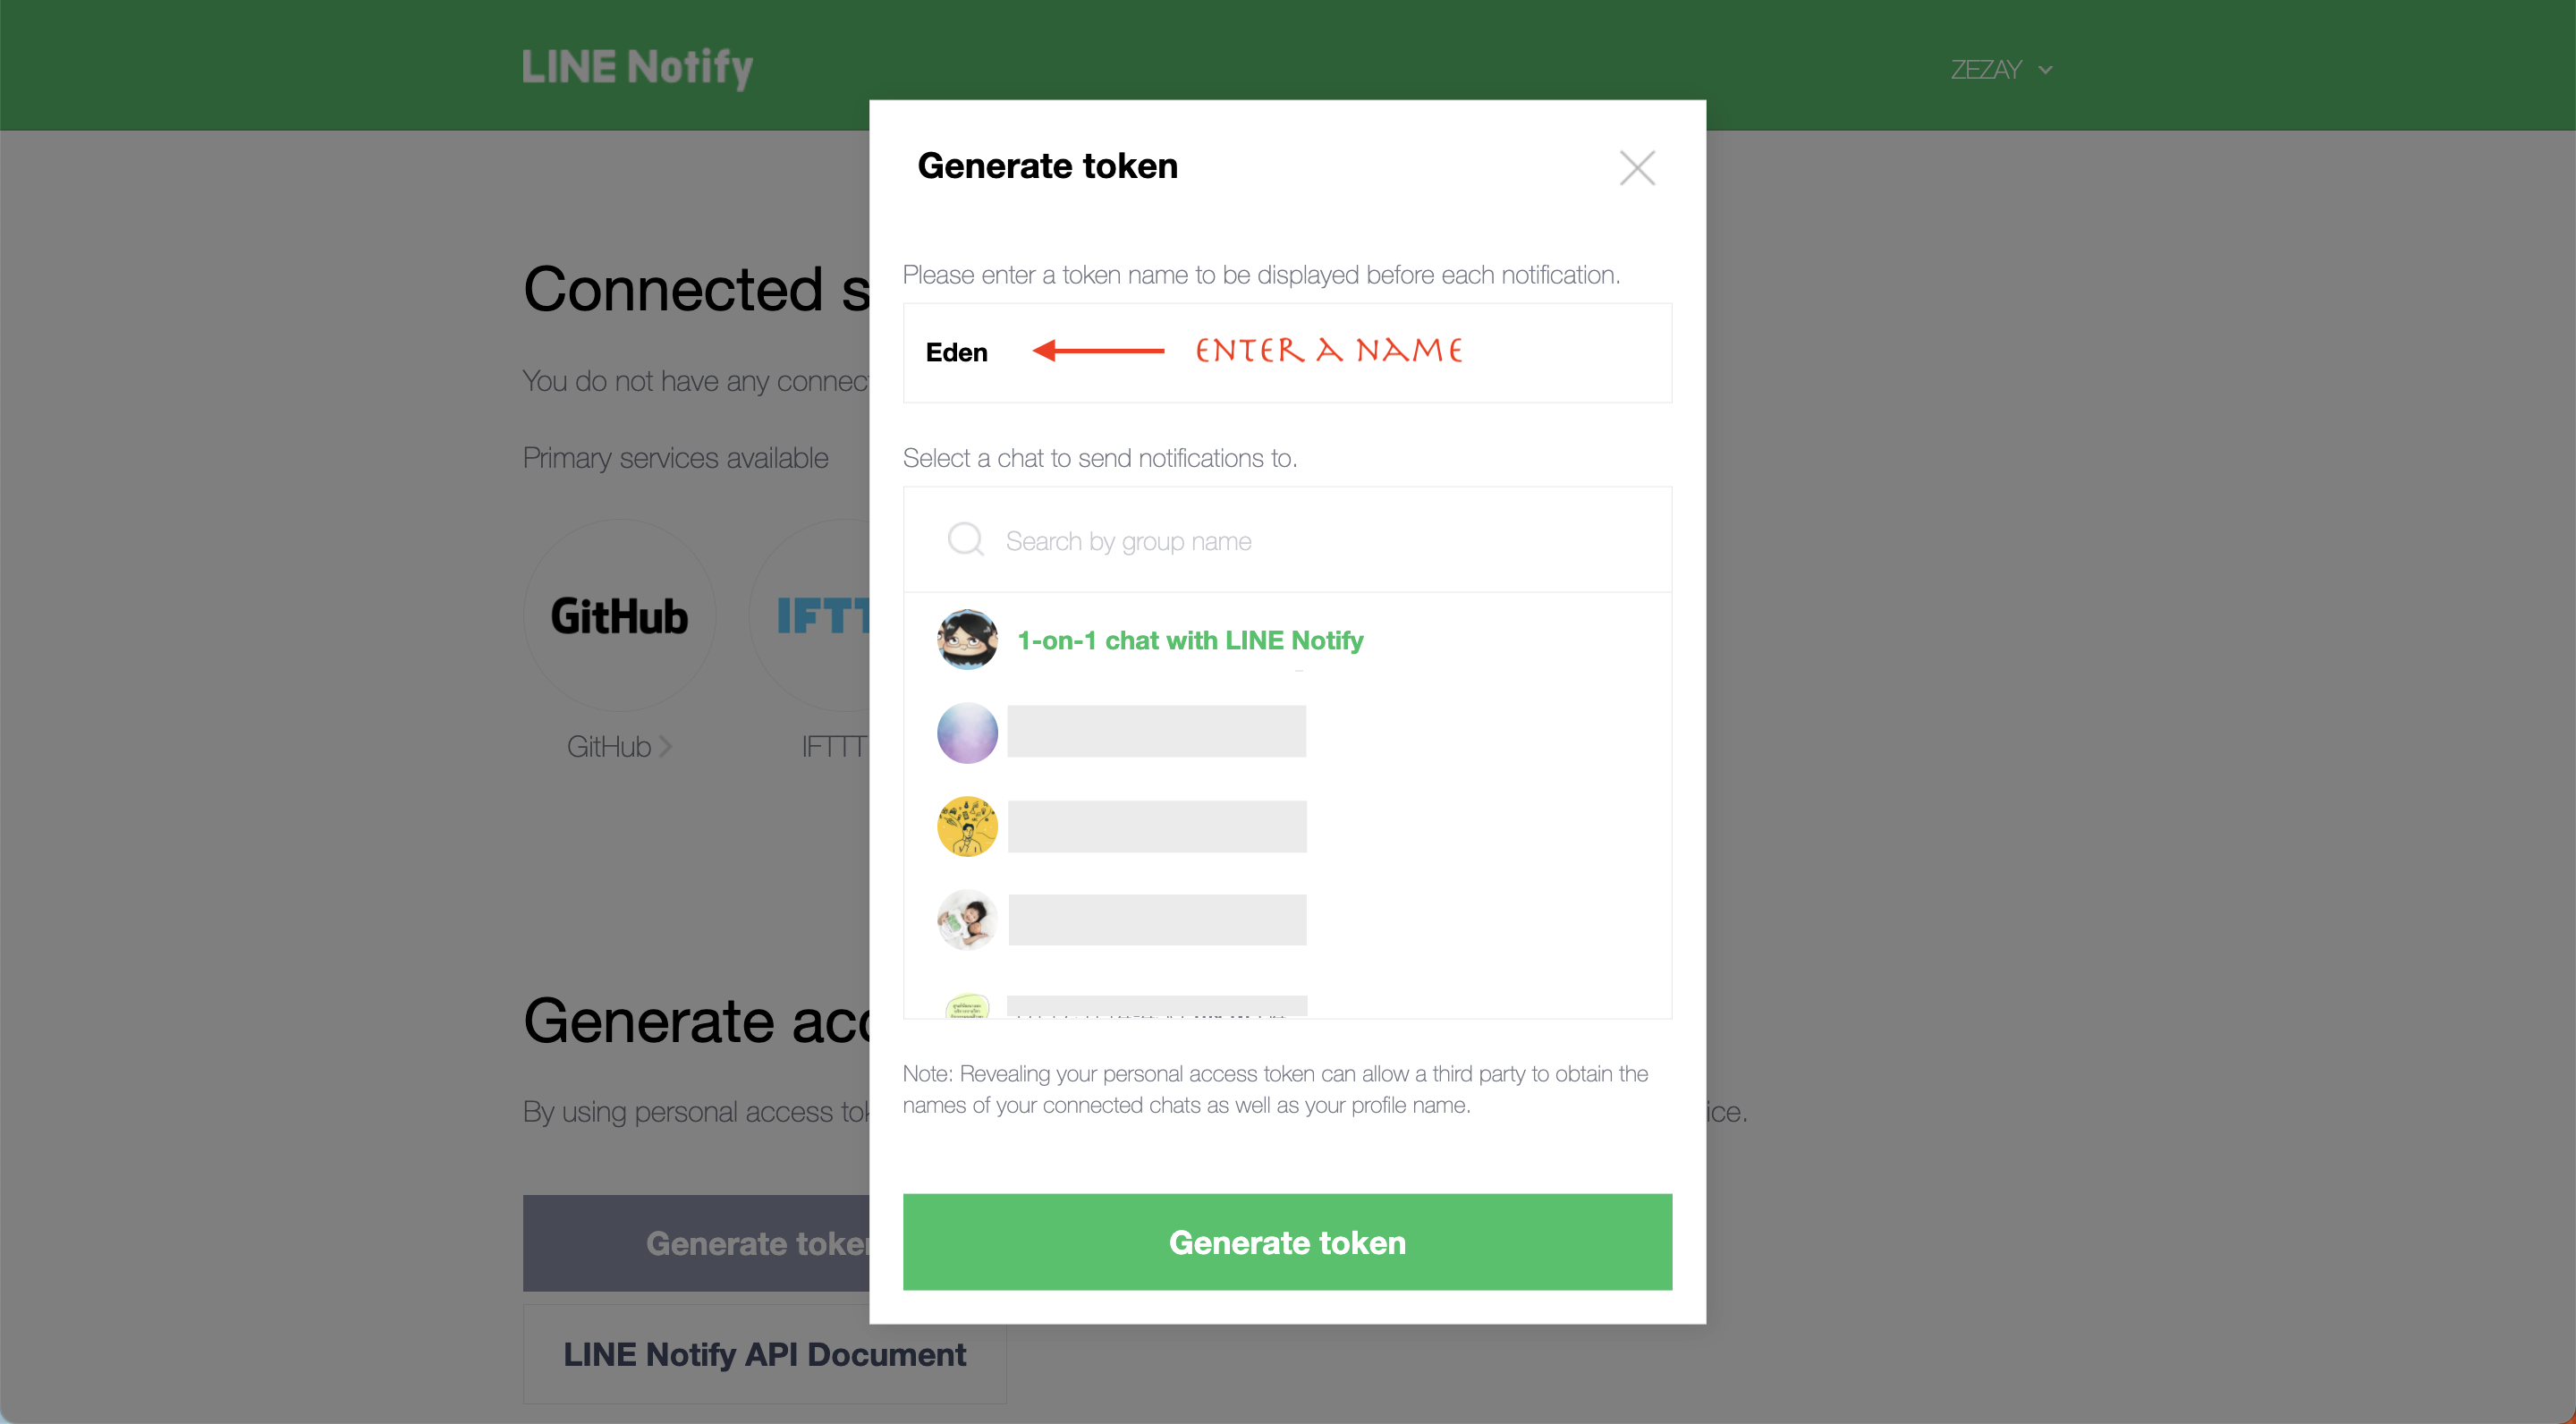 LINE Notify
ZEZAY
Generate token
Please enter a token name to be displayed before each notification.
Eden
ENTER A NAME
Select a chat to send notifications to.
Search by group name
1-on-1 chat with LINE Notify
Note: Revealing your personal access token can allow a third party to obtain the
names of your connected chats as well as your profile name.
Generate token
Connected s
You do not have any connec
Primary services available
GitHub
IFTT
GitHub
IFTTT
Generate acc
By using personal access tok
ice.
Generate token
LINE Notify API Document